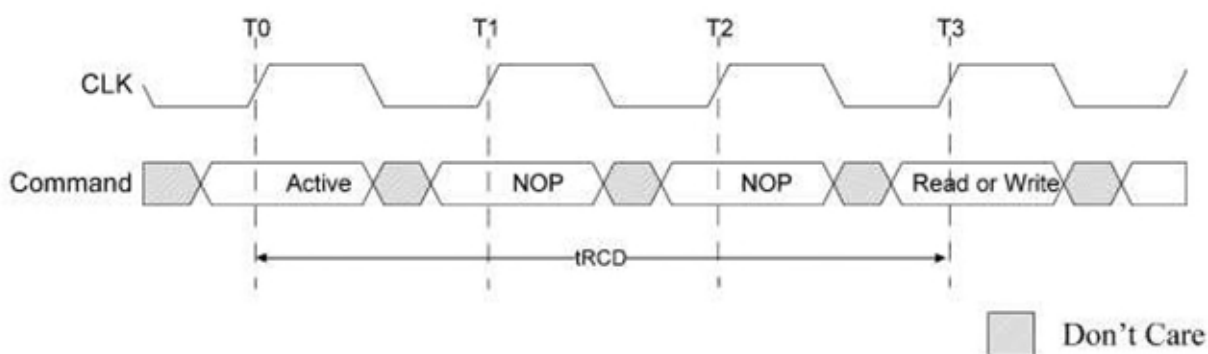 T0 T1 T2 T3
CLK
Command Active NOP NOP Read or Write
tRCD
Don't Care